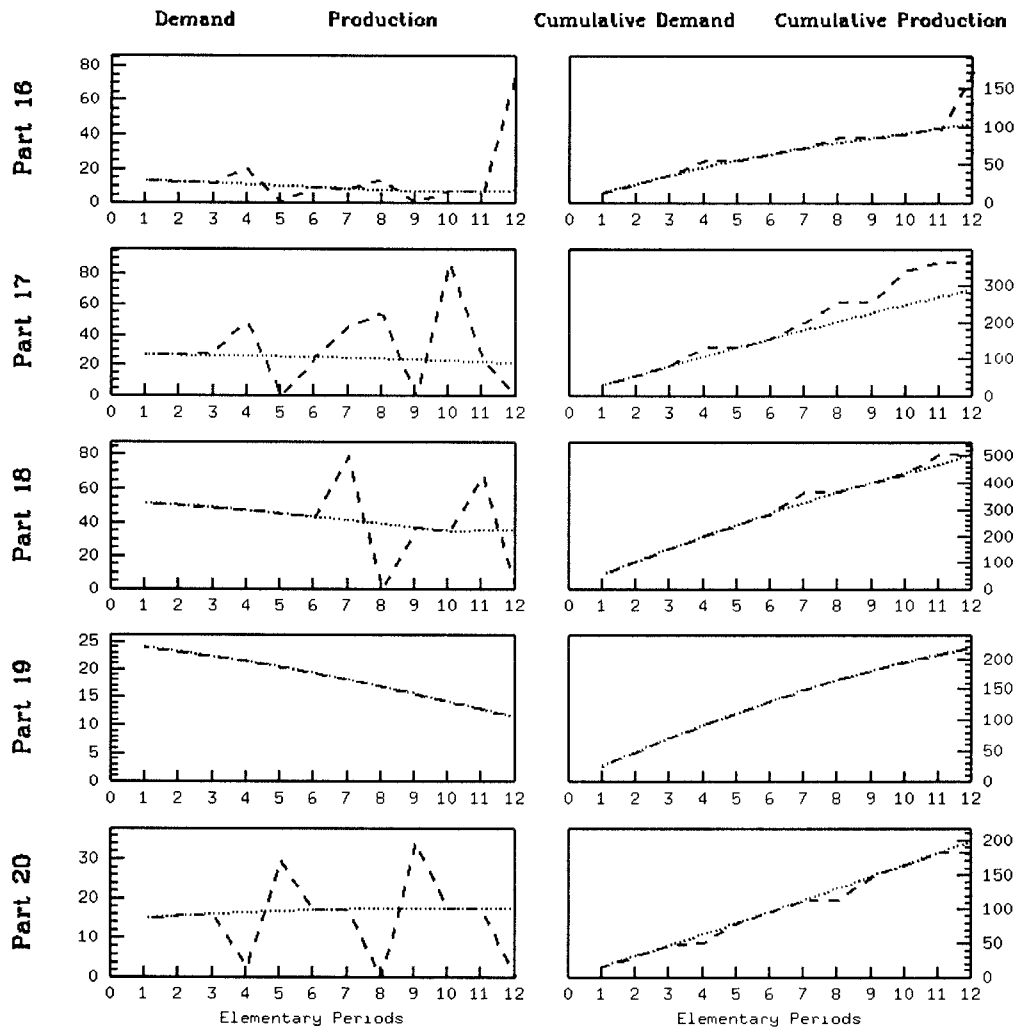 Demand Production Cumulative Demand Cumulative Production
Part 16
80
60
40
20
0
0 1 2 3 4 5 6 7 8 9 10 11 12
150
100
50
0
0 1 2 3 4 5 6 7 8 9 10 11 12
Part 17
80
60
40
20
0
0 1 2 3 4 5 6 7 8 9 10 11 12
300
200
100
0
0 1 2 3 4 5 6 7 8 9 10 11 12
Part 18
80
60
40
20
0
0 1 2 3 4 5 6 7 8 9 10 11 12
500
400
300
200
100
0
0 1 2 3 4 5 6 7 8 9 10 11 12
Part 19
25
20
15
10
5
0
0 1 2 3 4 5 6 7 8 9 10 11 12
200
150
100
50
0
0 1 2 3 4 5 6 7 8 9 10 11 12
Part 20
30
20
10
0
0 1 2 3 4 5 6 7 8 9 10 11 12
Elementary Periods
200
150
100
50
0
0 1 2 3 4 5 6 7 8 9 10 11 12
Elementary Periods